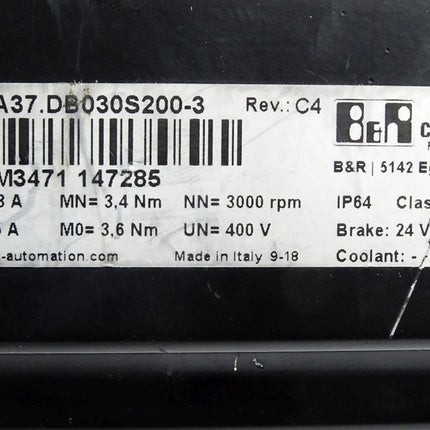 A37.DB030S200-3 Rev.: C4 B&R
M3471 147285 B&R | 5142 Eg
8 A MN= 3,4 Nm NN= 3000 rpm IP64 Clas
A M0= 3,6 Nm UN= 400 V Brake: 24 V
-automation.com Made in Italy 9-18 Coolant: -